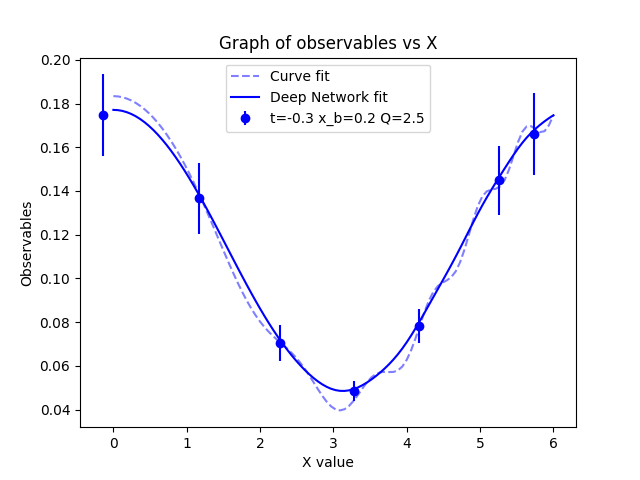 Graph of observables vs X
Curve fit
Deep Network fit
t=-0.3 x_b=0.2 Q=2.5
Observables
0.20
0.18
0.16
0.14
0.12
0.10
0.08
0.06
0.04
0 1 2 3 4 5 6
X value